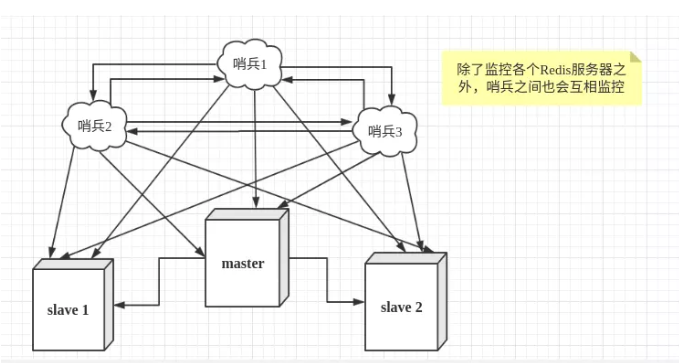 哨兵1
除了监控各个Redis服务器之
外，哨兵之间也会互相监控
哨兵2
哨兵3
master
slave 1
slave 2